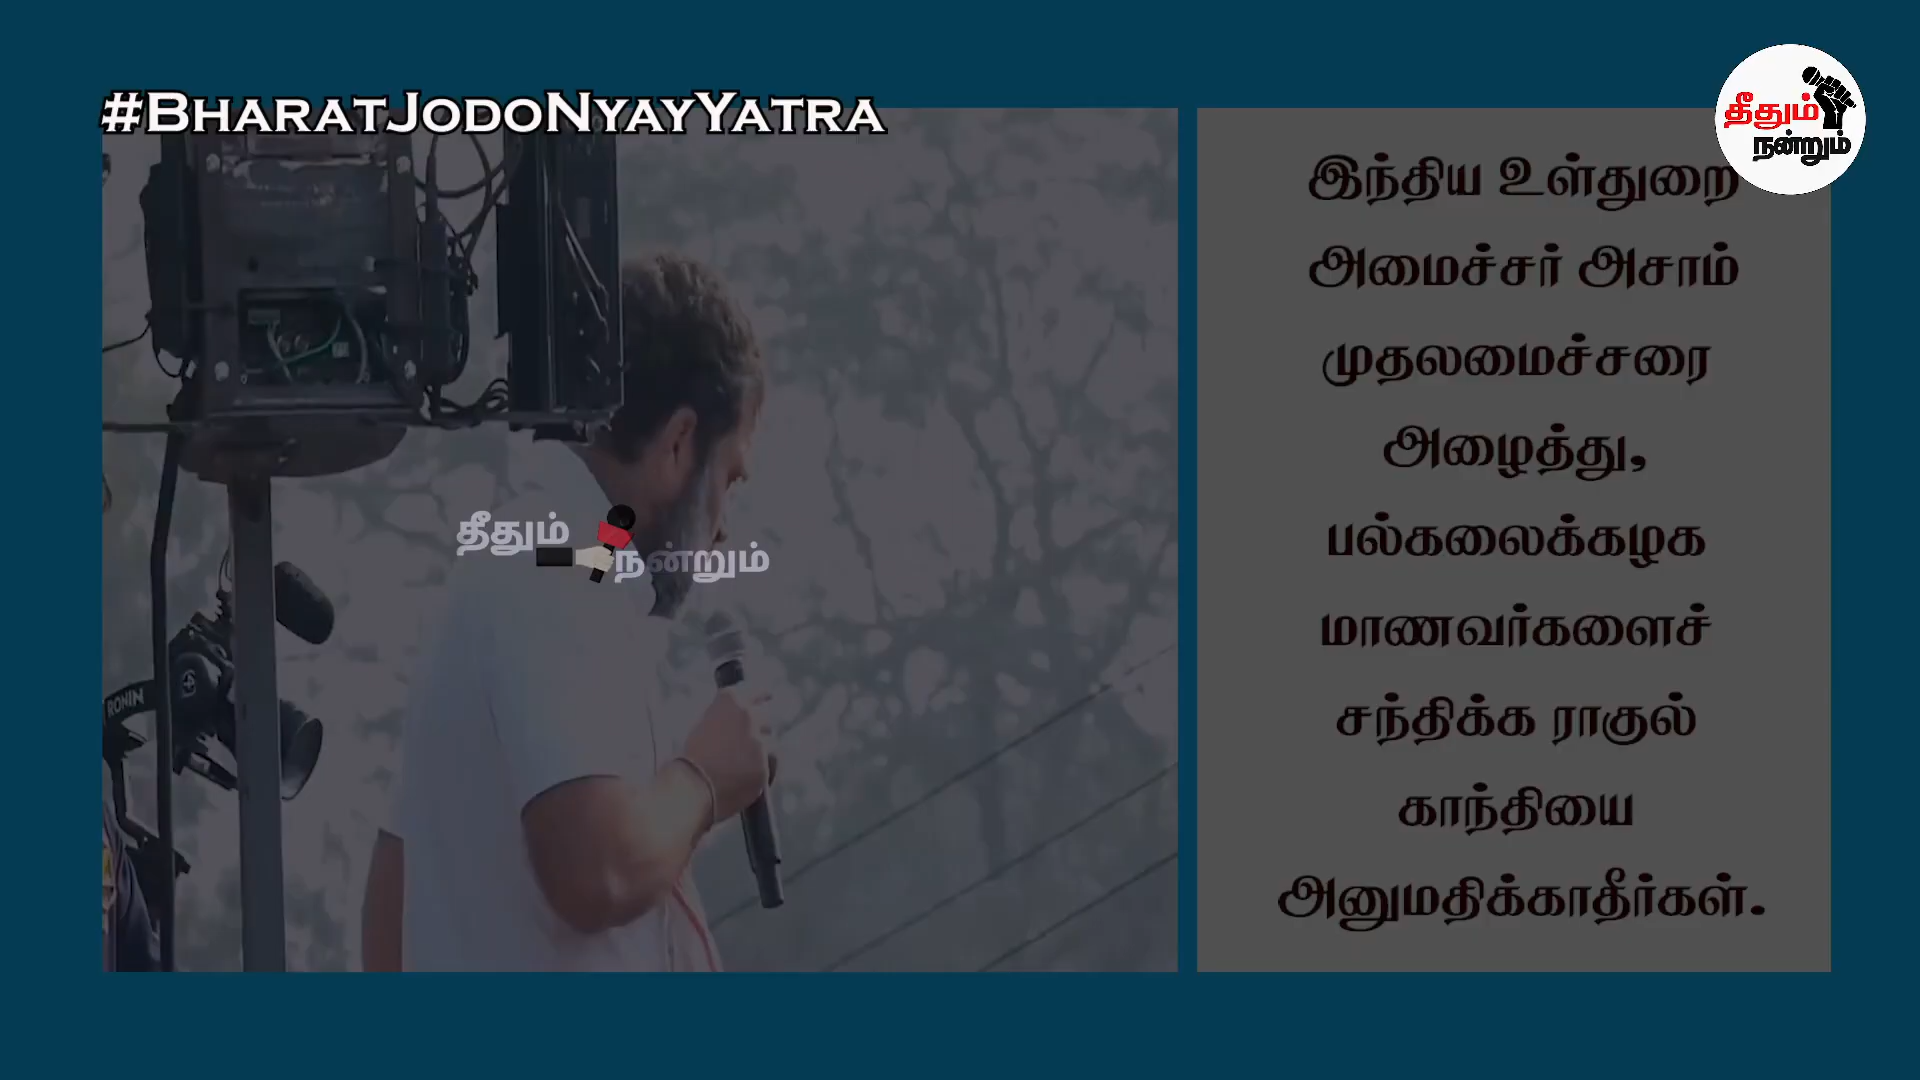 #BharatJodoNyayYatra
தீதும்
நன்றும்
இந்திய உள்துறை
அமைச்சர் அசாம்
முதலமைச்சரை
அழைத்து,
பல்கலைக்கழக
மாணவர்களைச்
சந்திக்க ராகுல்
காந்தியை
அனுமதிக்காதீர்கள்.
தீதும்
நன்றும்
RONIN